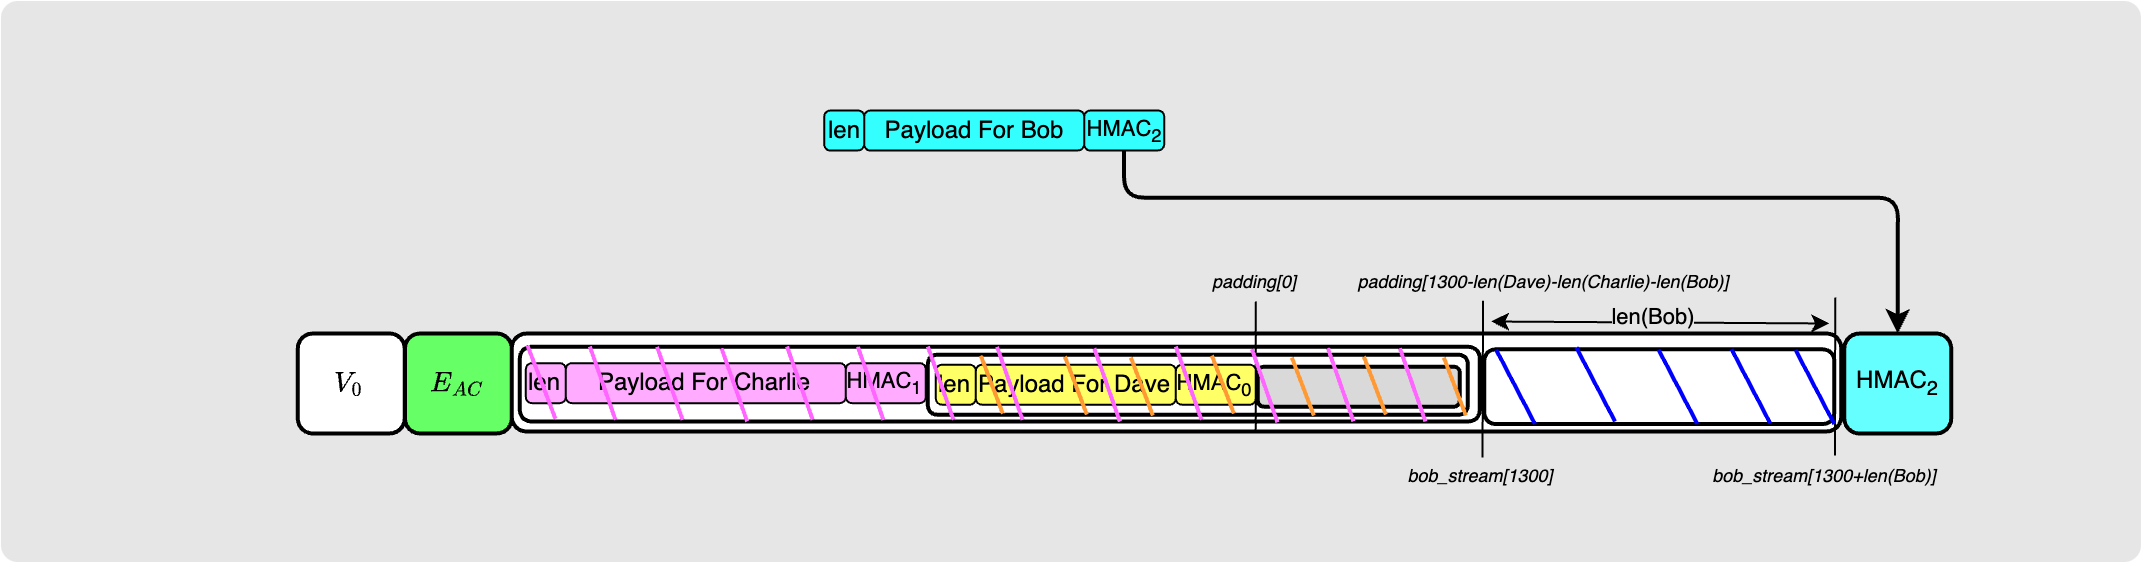 len Payload For Bob HMAC₂
padding[0] padding[1300-len(Dave)-len(Charlie)-len(Bob)]
len(Bob)
V₀ E_AC len Payload For Charlie HMAC₁ len Payload For Dave HMAC₀ HMAC₂
bob_stream[1300] bob_stream[1300+len(Bob)]